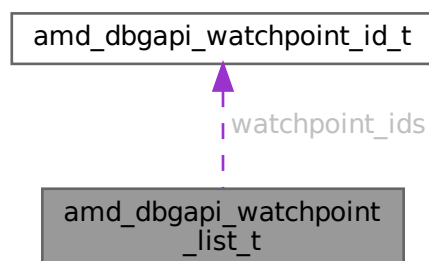 amd_dbgapi_watchpoint_id_t
watchpoint_ids
amd_dbgapi_watchpoint
_list_t